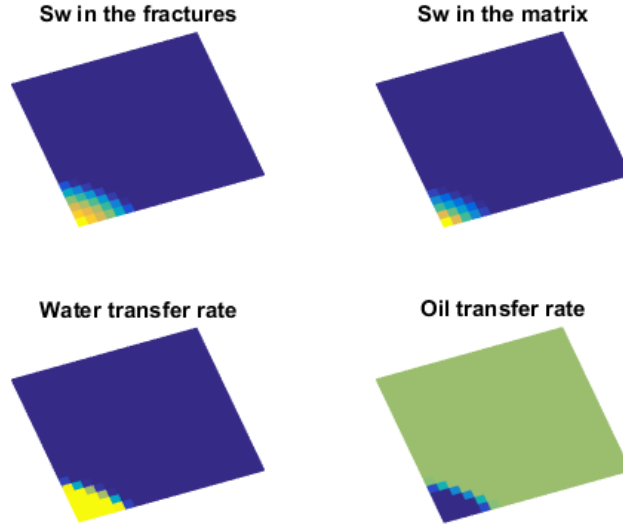 Sw in the fractures
Sw in the matrix
Water transfer rate
Oil transfer rate